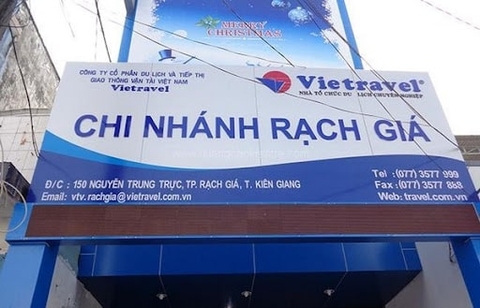 MERRY
CHRISTMAS
CÔNG TY CỔ PHẦN DU LỊCH VÀ TIẾP THỊ
GIAO THÔNG VẬN TẢI VIỆT NAM
Vietravel
Vietravel®
NHÀ TỔ CHỨC DU LỊCH CHUYÊN NGHIỆP
CHI NHÁNH RẠCH GIÁ
Đ/C : 150 NGUYỄN TRUNG TRỰC, TP. RẠCH GIÁ, T. KIÊN GIANG
Email: vtv.rachgia@vietravel.com.vn
Tel : (077) 3577 999
Fax : (077) 3577 888
Web: travel.com.vn